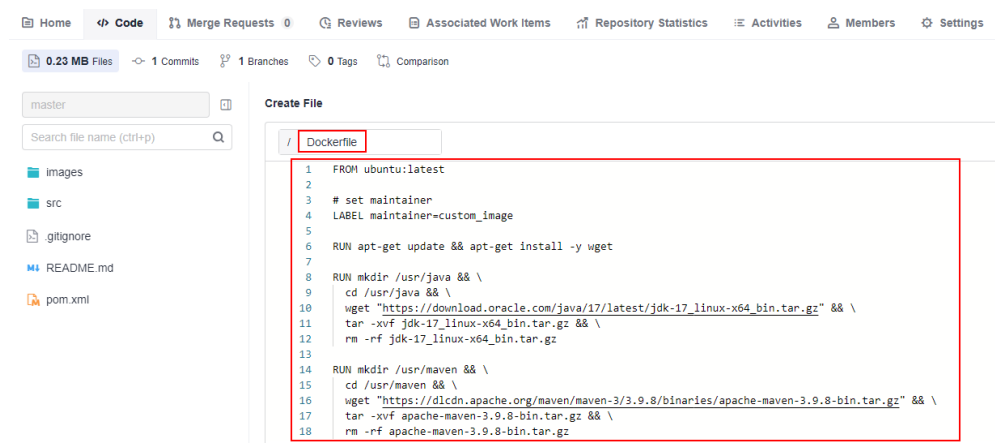 Home Code Merge Requests 0 Reviews Associated Work Items Repository Statistics Activities Members Settings
0.23 MB Files 1 Commits 1 Branches 0 Tags Comparison
master
Search file name (ctrl+p)
images
src
.gitignore
M↓ README.md
pom.xml
Create File
/ Dockerfile
1 FROM ubuntu:latest
2
3 # set maintainer
4 LABEL maintainer=custom_image
5
6 RUN apt-get update && apt-get install -y wget
7
8 RUN mkdir /usr/java && \
9 cd /usr/java && \
10 wget "https://download.oracle.com/java/17/latest/jdk-17_linux-x64_bin.tar.gz" && \
11 tar -xvf jdk-17_linux-x64_bin.tar.gz && \
12 rm -rf jdk-17_linux-x64_bin.tar.gz
13
14 RUN mkdir /usr/maven && \
15 cd /usr/maven && \
16 wget "https://dlcdn.apache.org/maven/maven-3/3.9.8/binaries/apache-maven-3.9.8-bin.tar.gz" && \
17 tar -xvf apache-maven-3.9.8-bin.tar.gz && \
18 rm -rf apache-maven-3.9.8-bin.tar.gz